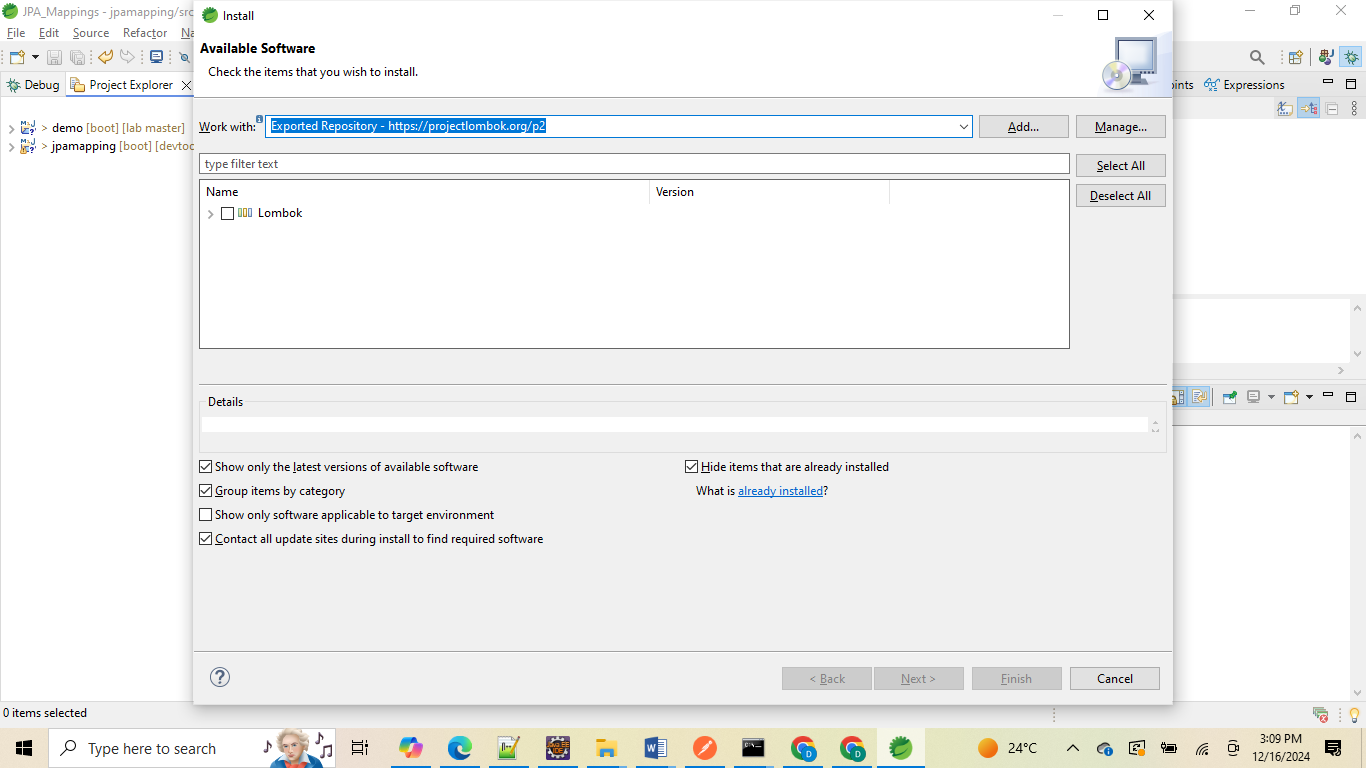 JPA_Mappings - jpamapping/src
Install
File Edit Source Refactor Na
Available Software
Check the items that you wish to install.
Debug Project Explorer
ints Expressions
Work with: Exported Repository - https://projectlombok.org/p2 Add... Manage...
> demo [boot] [lab master]
> jpamapping [boot] [devtoo
type filter text Select All
Name Version Deselect All
Lombok
Details
Show only the latest versions of available software Hide items that are already installed
Group items by category What is already installed?
Show only software applicable to target environment
Contact all update sites during install to find required software
< Back Next > Finish Cancel
0 items selected
Type here to search 24°C 3:09 PM
12/16/2024